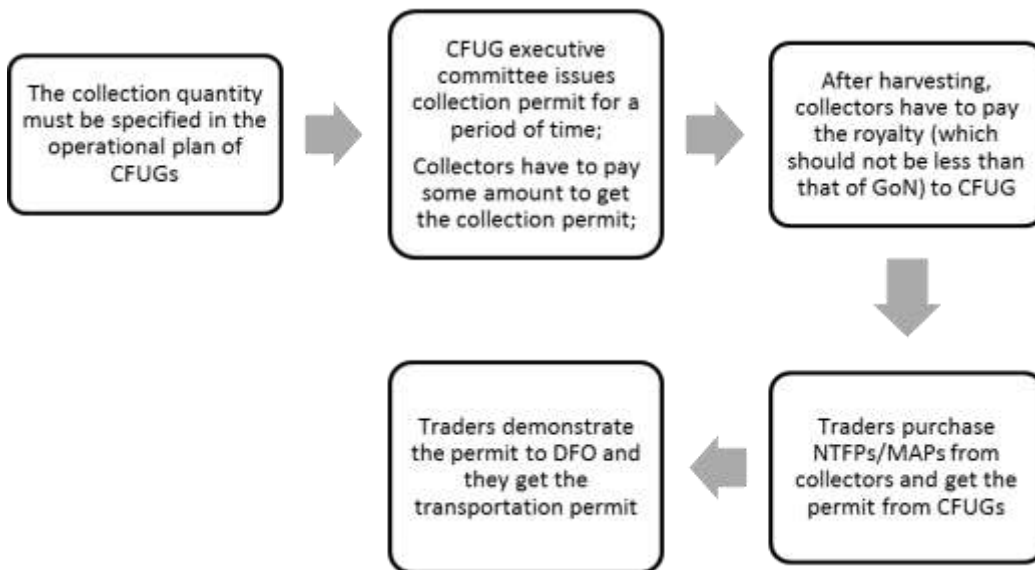 The collection quantity
must be specified in the
operational plan of
CFUGs
CFUG executive
committee issues
collection permit for a
period of time;
Collectors have to pay
some amount to get
the collection permit;
After harvesting,
collectors have to pay
the royalty (which
should not be less than
that of GoN) to CFUG
Traders purchase
NTFPs/MAPs from
collectors and get the
permit from CFUGs
Traders demonstrate
the permit to DFO and
they get the
transportation permit